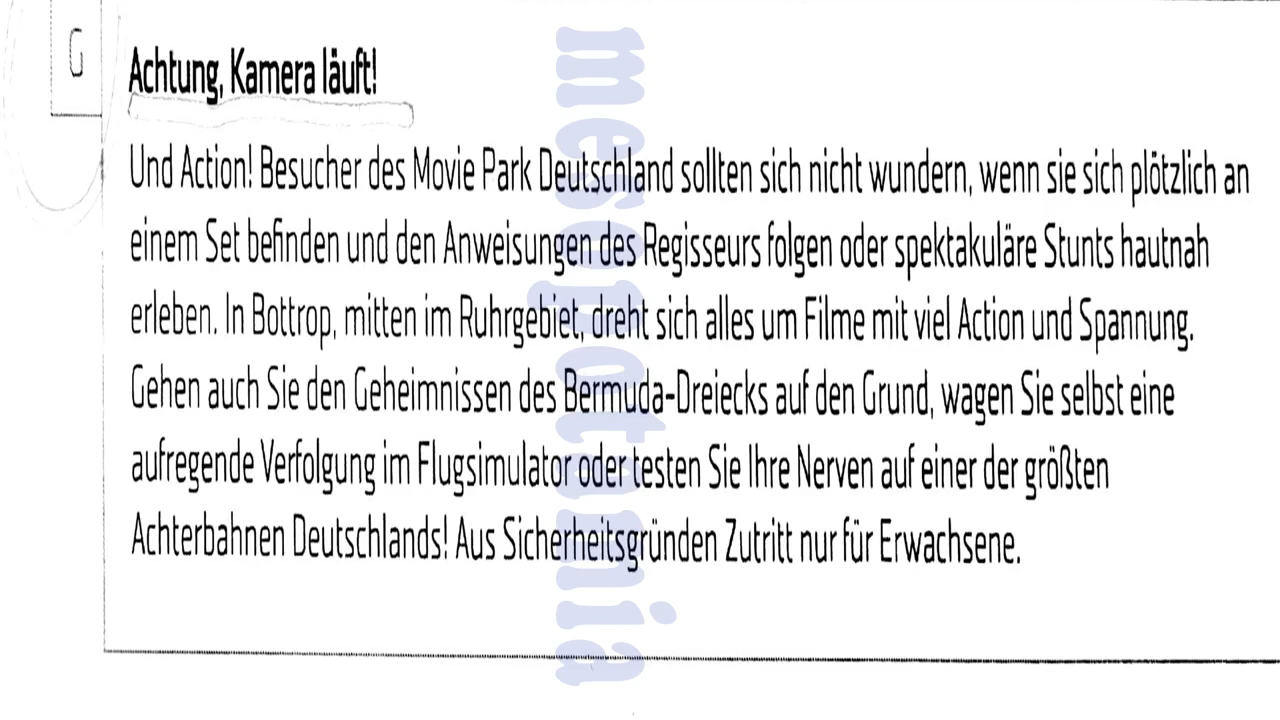 G
Achtung, Kamera läuft!
Und Action! Besucher des Movie Park Deutschland sollten sich nicht wundern, wenn sie sich plötzlich an
einem Set befinden und den Anweisungen des Regisseurs folgen oder spektakuläre Stunts hautnah
erleben. In Bottrop, mitten im Ruhrgebiet, dreht sich alles um Filme mit viel Action und Spannung.
Gehen auch Sie den Geheimnissen des Bermuda-Dreiecks auf den Grund, wagen Sie selbst eine
aufregende Verfolgung im Flugsimulator oder testen Sie Ihre Nerven auf einer der größten
Achterbahnen Deutschlands! Aus Sicherheitsgründen Zutritt nur für Erwachsene.
mesopotamia